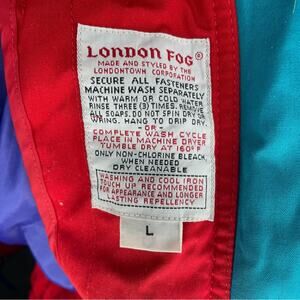 LONDON FOG®
MADE AND STYLED BY THE
LONDONTOWN CORPORATION
SECURE ALL FASTENERS
MACHINE WASH SEPARATELY
WITH WARM OR COLD WATER
RINSE THREE (3) TIMES. REMOVE
ALL SOAPS. DO NOT SPIN DRY OR
WRING. HANG TO DRIP DRY.
- OR -
COMPLETE WASH CYCLE
PLACE IN MACHINE DRYER
TUMBLE DRY AT 160° F
ONLY NON-CHLORINE BLEACH,
WHEN NEEDED
DRY CLEANABLE
WASHING AND COOL IRON
TOUCH UP RECOMMENDED
FOR APPEARANCE AND LONGER
LASTING REPELLENCY
L